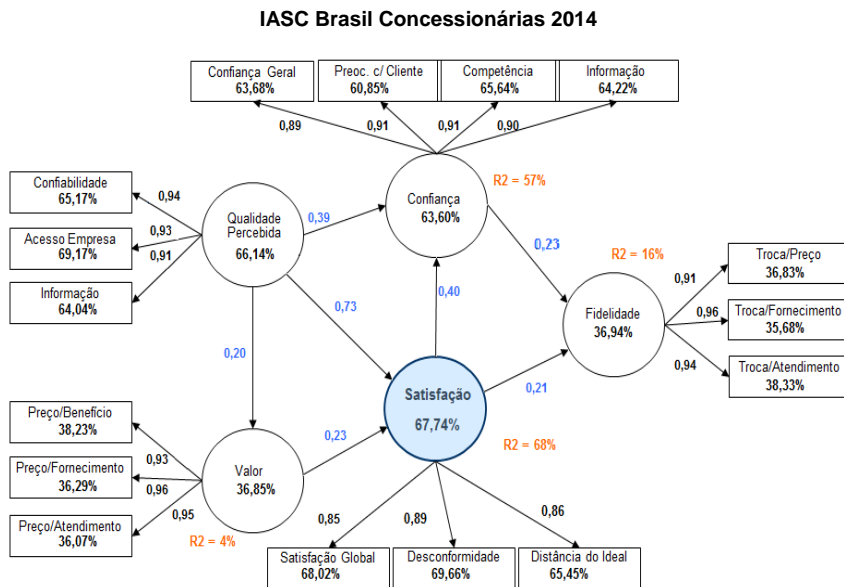 IASC Brasil Concessionárias 2014
Confiança Geral
63,68%
Preoc. c/ Cliente
60,85%
Competência
65,64%
Informação
64,22%
0,89
0,91
0,91
0,90
Confiança
63,60%
R2 = 57%
Confiabilidade
65,17%
Acesso Empresa
69,17%
Informação
64,04%
0,94
0,93
0,91
Qualidade
Percebida
66,14%
0,39
0,73
0,20
0,40
0,23
R2 = 16%
Fidelidade
36,94%
0,91
0,96
0,94
Troca/Preço
36,83%
Troca/Fornecimento
35,68%
Troca/Atendimento
38,33%
Satisfação
67,74%
0,21
R2 = 68%
Preço/Benefício
38,23%
Preço/Fornecimento
36,29%
Preço/Atendimento
36,07%
0,93
0,96
0,95
Valor
36,85%
0,23
R2 = 4%
0,85
0,89
0,86
Satisfação Global
68,02%
Desconformidade
69,66%
Distância do Ideal
65,45%